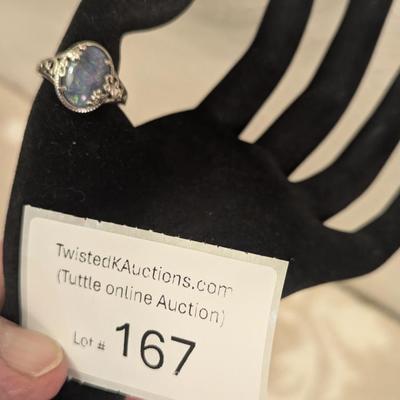 TwistedKAuctions.com
(Tuttle online Auction)
Lot # 167